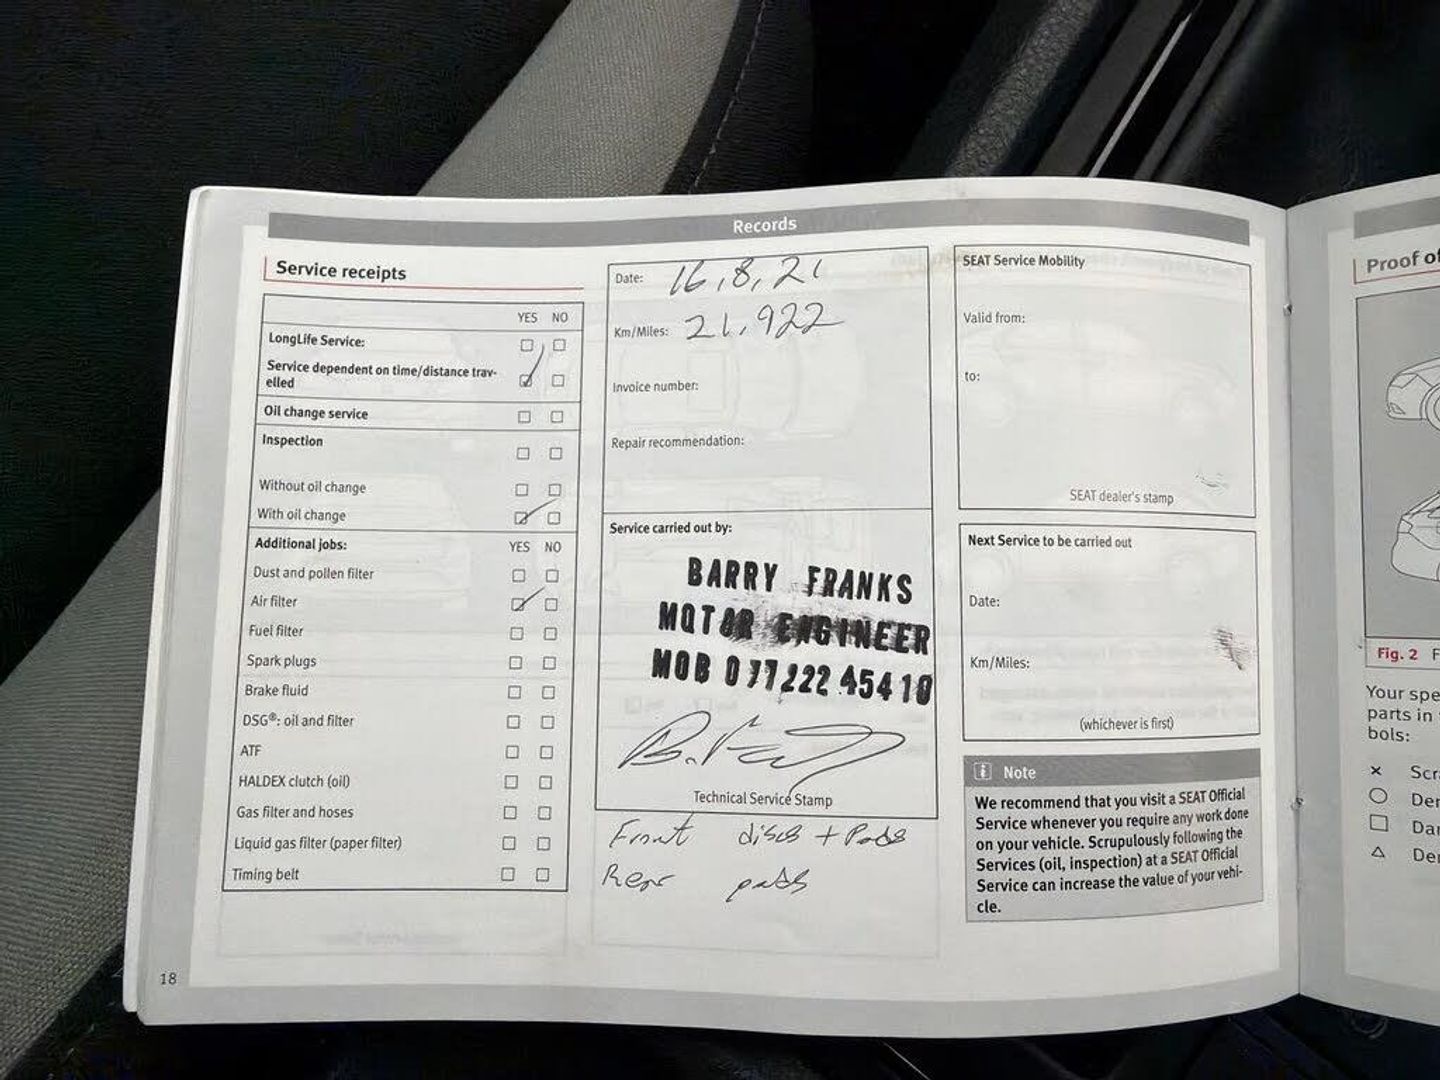 Records
Service receipts
YES NO
LongLife Service:
Service dependent on time/distance trav-
elled
Oil change service
Inspection
Without oil change
With oil change
Additional jobs: YES NO
Dust and pollen filter
Air filter
Fuel filter
Spark plugs
Brake fluid
DSG®: oil and filter
ATF
HALDEX clutch (oil)
Gas filter and hoses
Liquid gas filter (paper filter)
Timing belt
18
Date: 16,8,21
Km/Miles: 21,922
Invoice number:
Repair recommendation:
Service carried out by:
BARRY FRANKS
MOTOR ENGINEER
MOB 077222 45410
Technical Service Stamp
Front discs + Pads
Rear pads
SEAT Service Mobility
Valid from:
to:
SEAT dealer's stamp
Next Service to be carried out
Date:
Km/Miles:
(whichever is first)
Note
We recommend that you visit a SEAT Official
Service whenever you require any work done
on your vehicle. Scrupulously following the
Services (oil, inspection) at a SEAT Official
Service can increase the value of your vehi-
cle.
Proof of
Fig. 2
Your spe
parts in
bols:
Scr
Der
Da
De